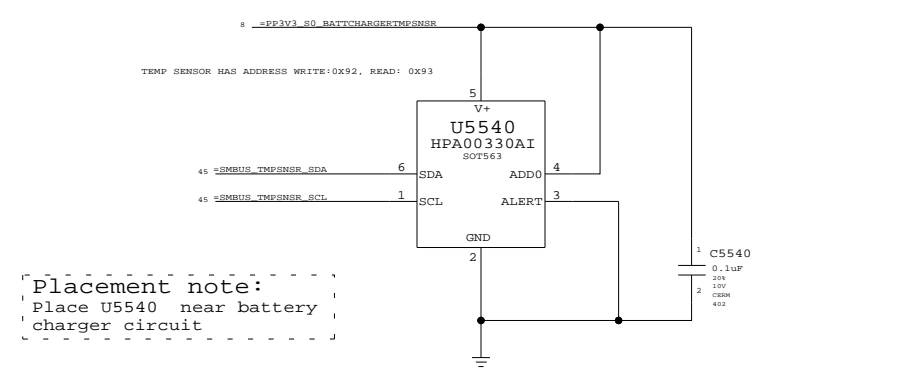 8 =PP3V3_S0_BATTCHARGERTMPSNSR
TEMP SENSOR HAS ADDRESS WRITE:0X92, READ: 0X93
5
V+
U5540
HPA00330AI
SOT563
45 =SMBUS_TMPSNSR_SDA 6 SDA ADD0 4
45 =SMBUS_TMPSNSR_SCL 1 SCL ALERT 3
GND
2
1 C5540
0.1uF
20%
10V
2 CERM
402
Placement note:
Place U5540 near battery
charger circuit